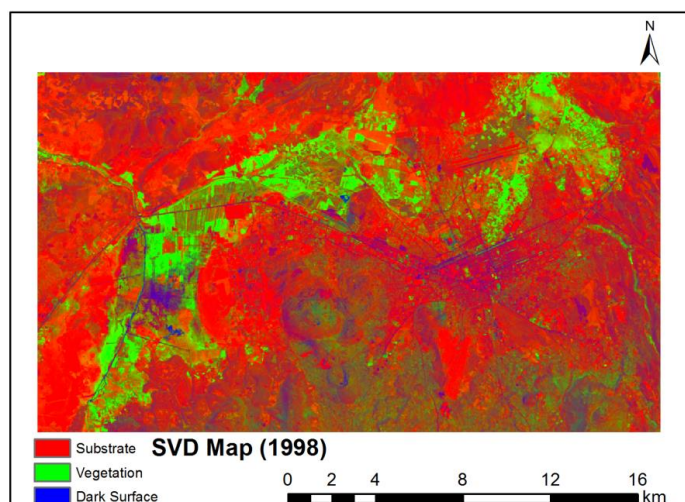 N
Substrate
SVD Map (1998)
Vegetation
Dark Surface
0 2 4 8 12 16
km